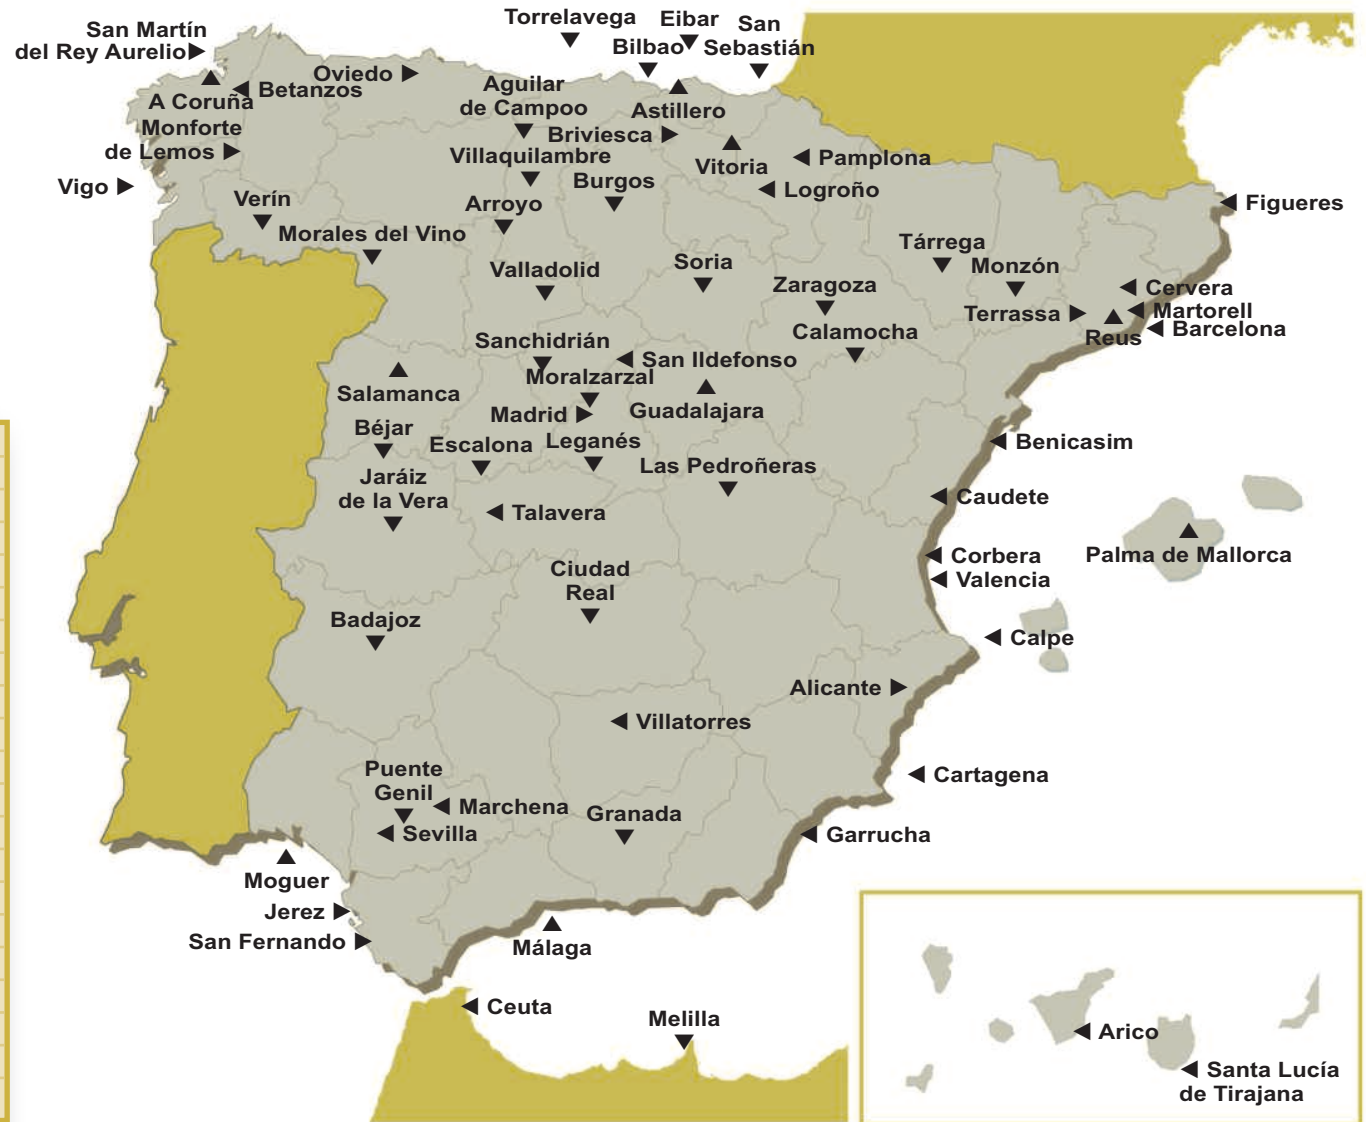 Torrelavega
Eibar
San
Sebastián
San Martín
del Rey Aurelio
Bilbao
Oviedo
Betanzos
A Coruña
Aguilar
de Campoo
Astillero
Monforte
de Lemos
Briviesca
Villaquilambre
Vitoria
Pamplona
Vigo
Burgos
Logroño
Verín
Arroyo
Figueres
Morales del Vino
Tárrega
Valladolid
Soria
Monzón
Zaragoza
Cervera
Terrassa
Martorell
Reus
Barcelona
Calamocha
Sanchidrián
San Ildefonso
Moralzarzal
Salamanca
Madrid
Guadalajara
Béjar
Escalona
Leganés
Benicasim
Jaráiz
de la Vera
Las Pedroñeras
Talavera
Caudete
Corbera
Palma de Mallorca
Ciudad
Real
Valencia
Badajoz
Calpe
Alicante
Villatorres
Puente
Genil
Cartagena
Marchena
Granada
Sevilla
Garrucha
Moguer
Jerez
San Fernando
Málaga
Ceuta
Melilla
Arico
Santa Lucía
de Tirajana